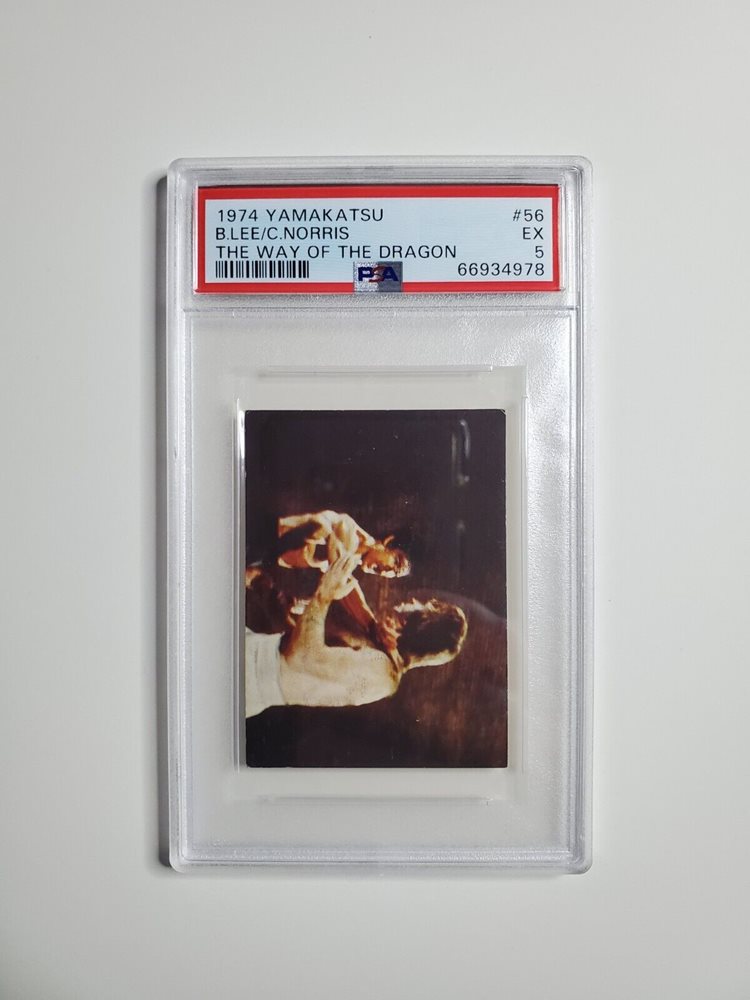 1974 YAMAKATSU #56
B.LEE/C.NORRIS EX
THE WAY OF THE DRAGON 5
PSA 66934978